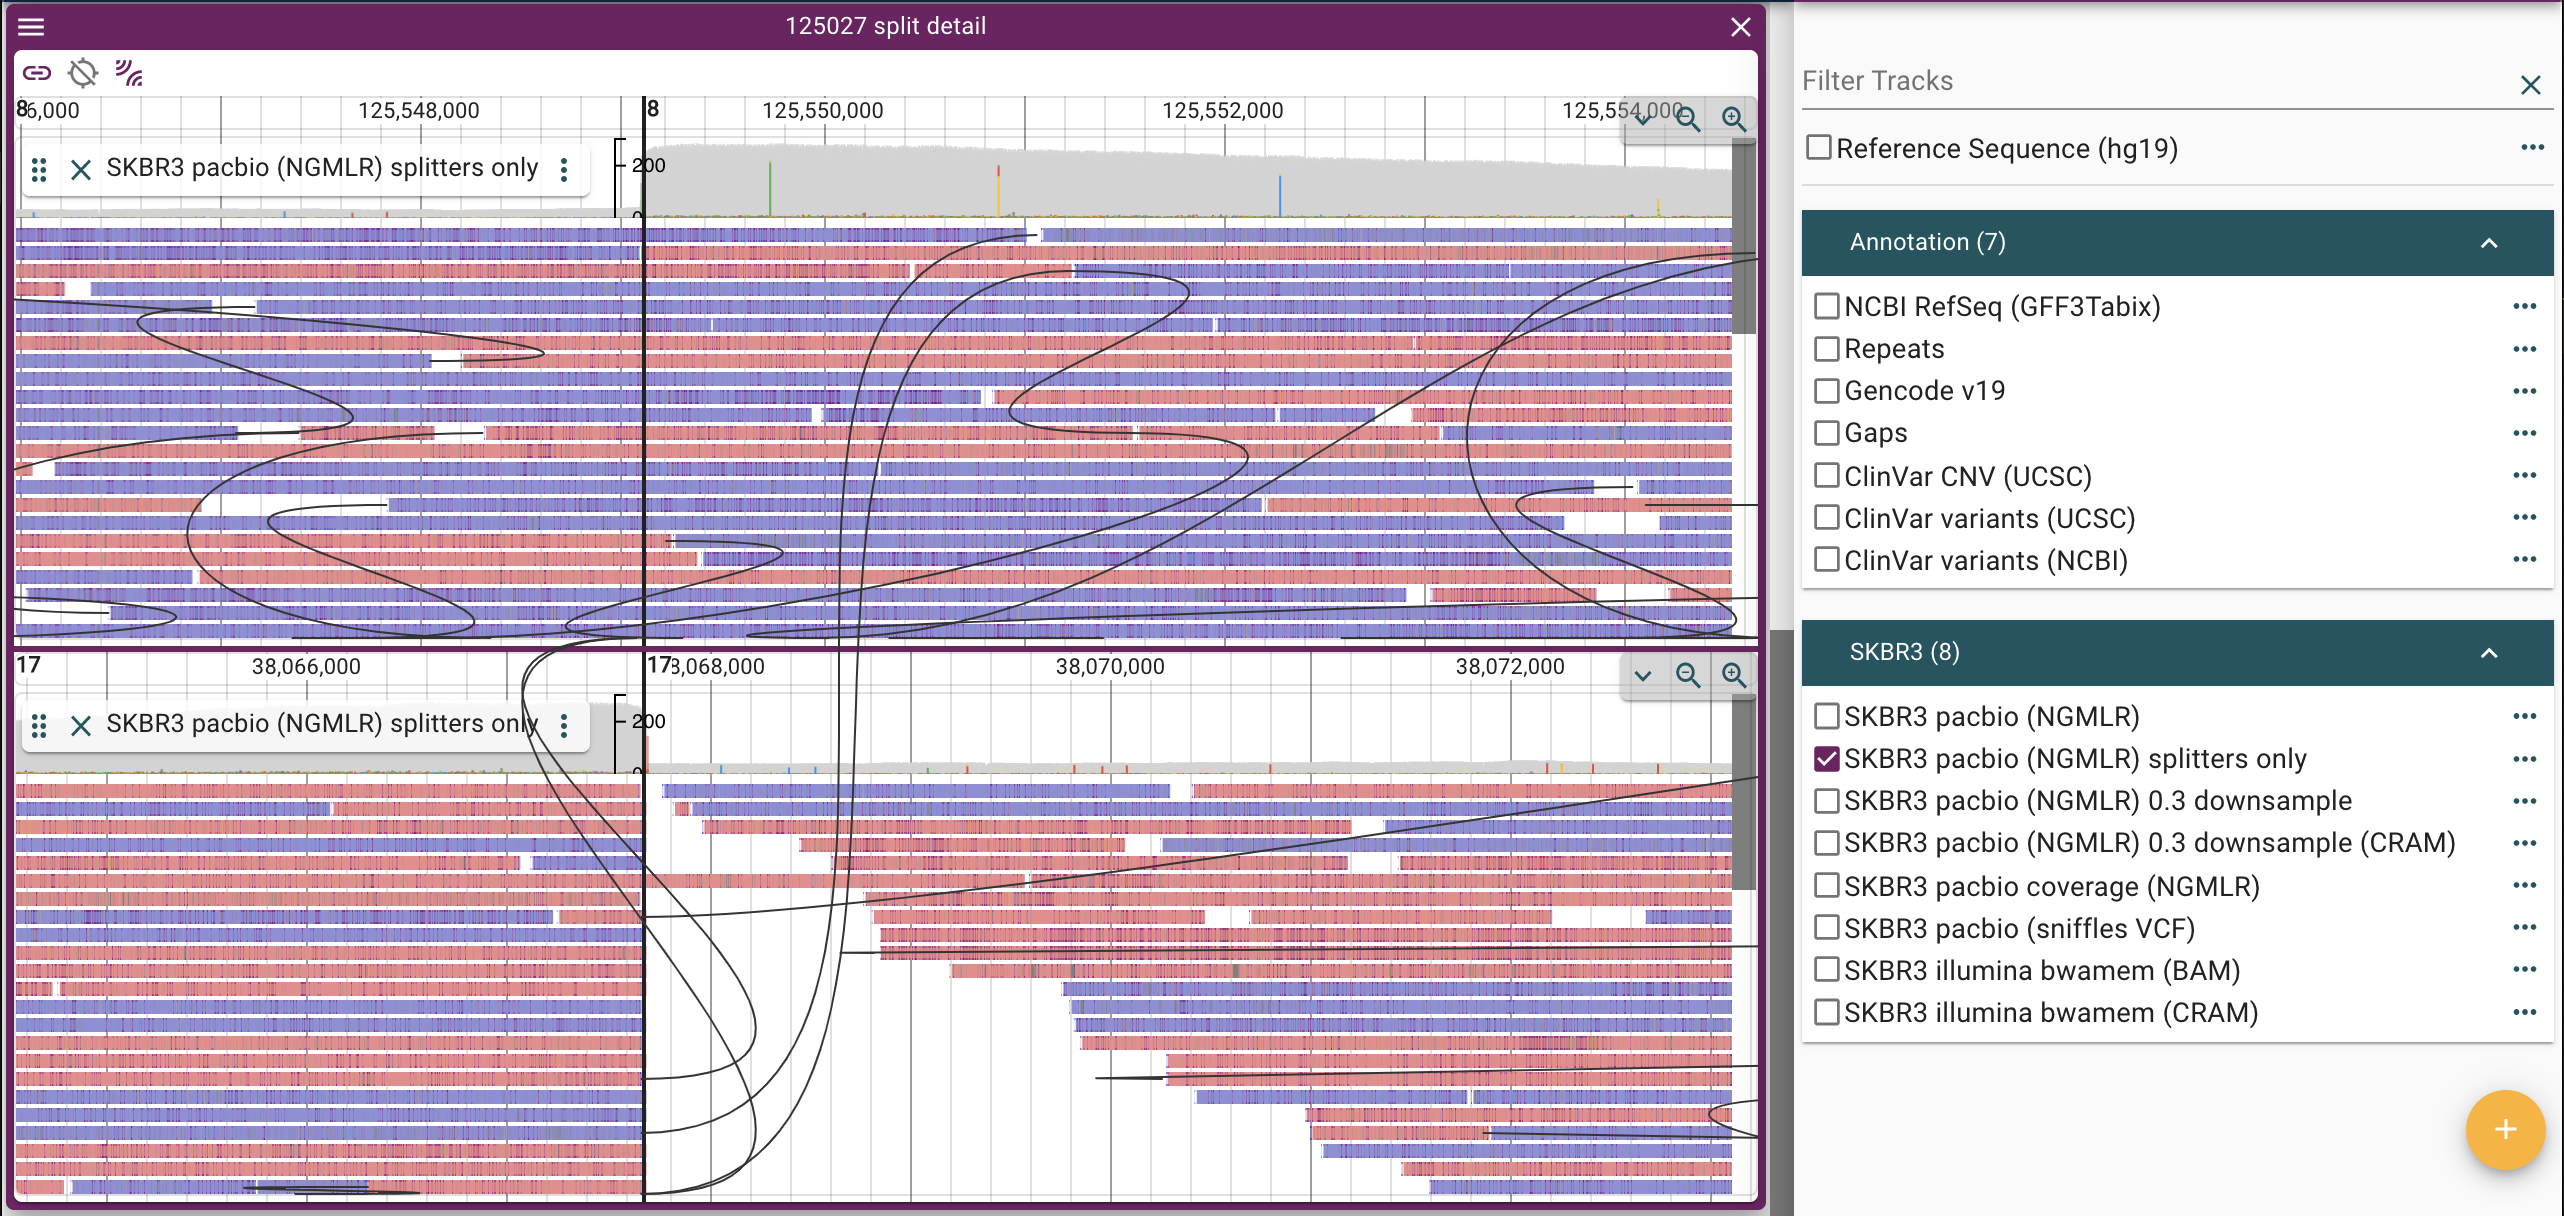 125027 split detail
8
6,000
125,548,000
8
125,550,000
125,552,000
125,554,000
SKBR3 pacbio (NGMLR) splitters only
200
0
17
38,066,000
17
8,068,000
38,070,000
38,072,000
SKBR3 pacbio (NGMLR) splitters only
200
0
Filter Tracks
Reference Sequence (hg19)
Annotation (7)
NCBI RefSeq (GFF3Tabix)
Repeats
Gencode v19
Gaps
ClinVar CNV (UCSC)
ClinVar variants (UCSC)
ClinVar variants (NCBI)
SKBR3 (8)
SKBR3 pacbio (NGMLR)
SKBR3 pacbio (NGMLR) splitters only
SKBR3 pacbio (NGMLR) 0.3 downsample
SKBR3 pacbio (NGMLR) 0.3 downsample (CRAM)
SKBR3 pacbio coverage (NGMLR)
SKBR3 pacbio (sniffles VCF)
SKBR3 illumina bwamem (BAM)
SKBR3 illumina bwamem (CRAM)